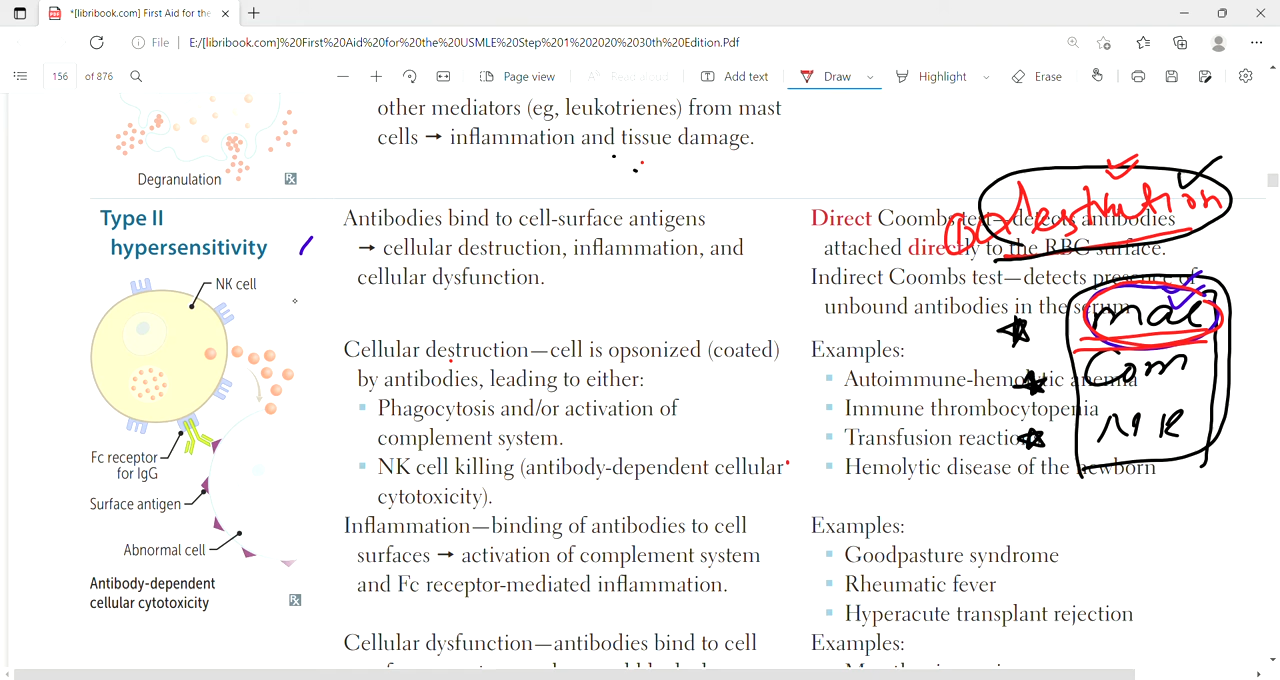 *[libribook.com] First Aid for the
File
E:/[libribook.com]%20First%20Aid%20for%20the%20USMLE%20Step%201%202020%2030th%20Edition.Pdf
156 of 876
Page view
Read aloud
Add text
Draw
Highlight
Erase
other mediators (eg, leukotrienes) from mast
cells → inflammation and tissue damage.
Degranulation
Rx
Type II
hypersensitivity
NK cell
Fc receptor
for IgG
Surface antigen
Abnormal cell
Antibody-dependent
cellular cytotoxicity
Rx
Antibodies bind to cell-surface antigens
→ cellular destruction, inflammation, and
cellular dysfunction.
Cellular destruction—cell is opsonized (coated)
by antibodies, leading to either:
Phagocytosis and/or activation of
complement system.
NK cell killing (antibody-dependent cellular
cytotoxicity).
Inflammation—binding of antibodies to cell
surfaces → activation of complement system
and Fc receptor-mediated inflammation.
Cellular dysfunction—antibodies bind to cell
Direct Coombs test—detects antibodies
attached directly to the RBC surface.
Indirect Coombs test—detects presence of
unbound antibodies in the serum.
Examples:
Autoimmune-hemolytic anemia
Immune thrombocytopenia
Transfusion reactions
Hemolytic disease of the newborn
Examples:
Goodpasture syndrome
Rheumatic fever
Hyperacute transplant rejection
Examples:
Destruction
mac
Com
NK